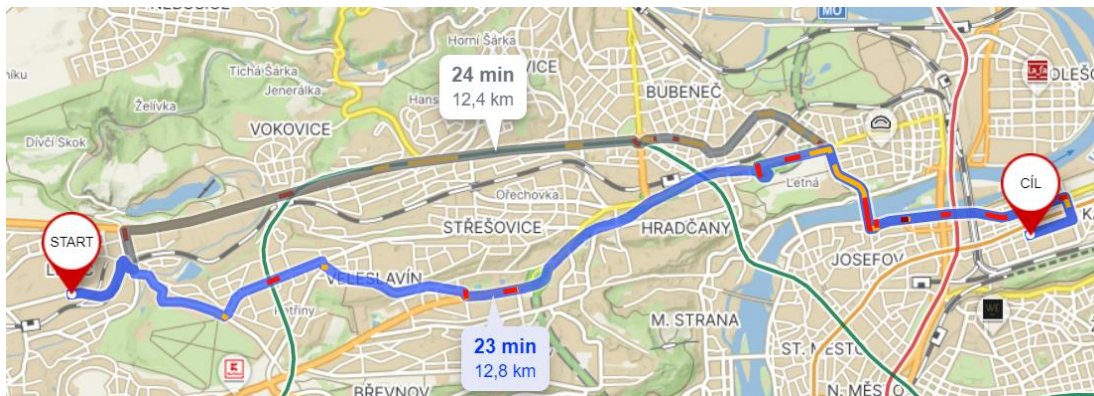 MO
Horní Šárka
Tichá Šárka
Jenerálka
24 min
12,4 km
BUBENEČ
Želivka
VOKOVICE
Dívčí Skok
Ořechovka
Letná
CÍL
START
STŘEŠOVICE
HRADČANY
JOSEFOV
VELESLAVÍN
23 min
12,8 km
M. STRANA
ST. MĚSTO
K
BŘEVNOV
N. MĚSTO